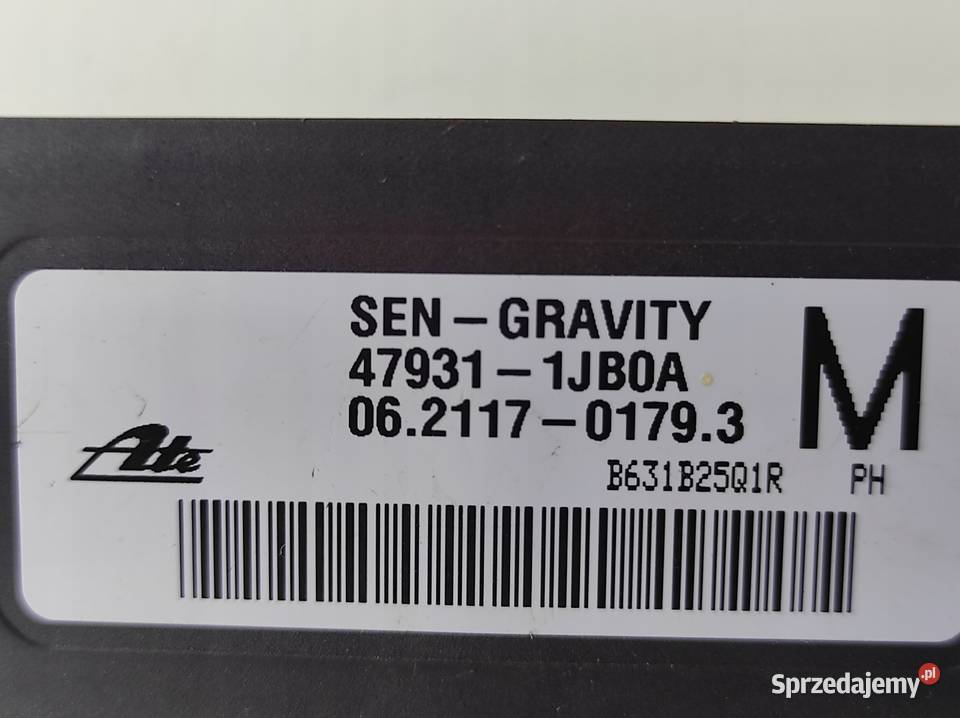 SEN-GRAVITY
47931-1JB0A
06.2117-0179.3
M
Ate
B631B25Q1R PH
Sprzedajemy.pl